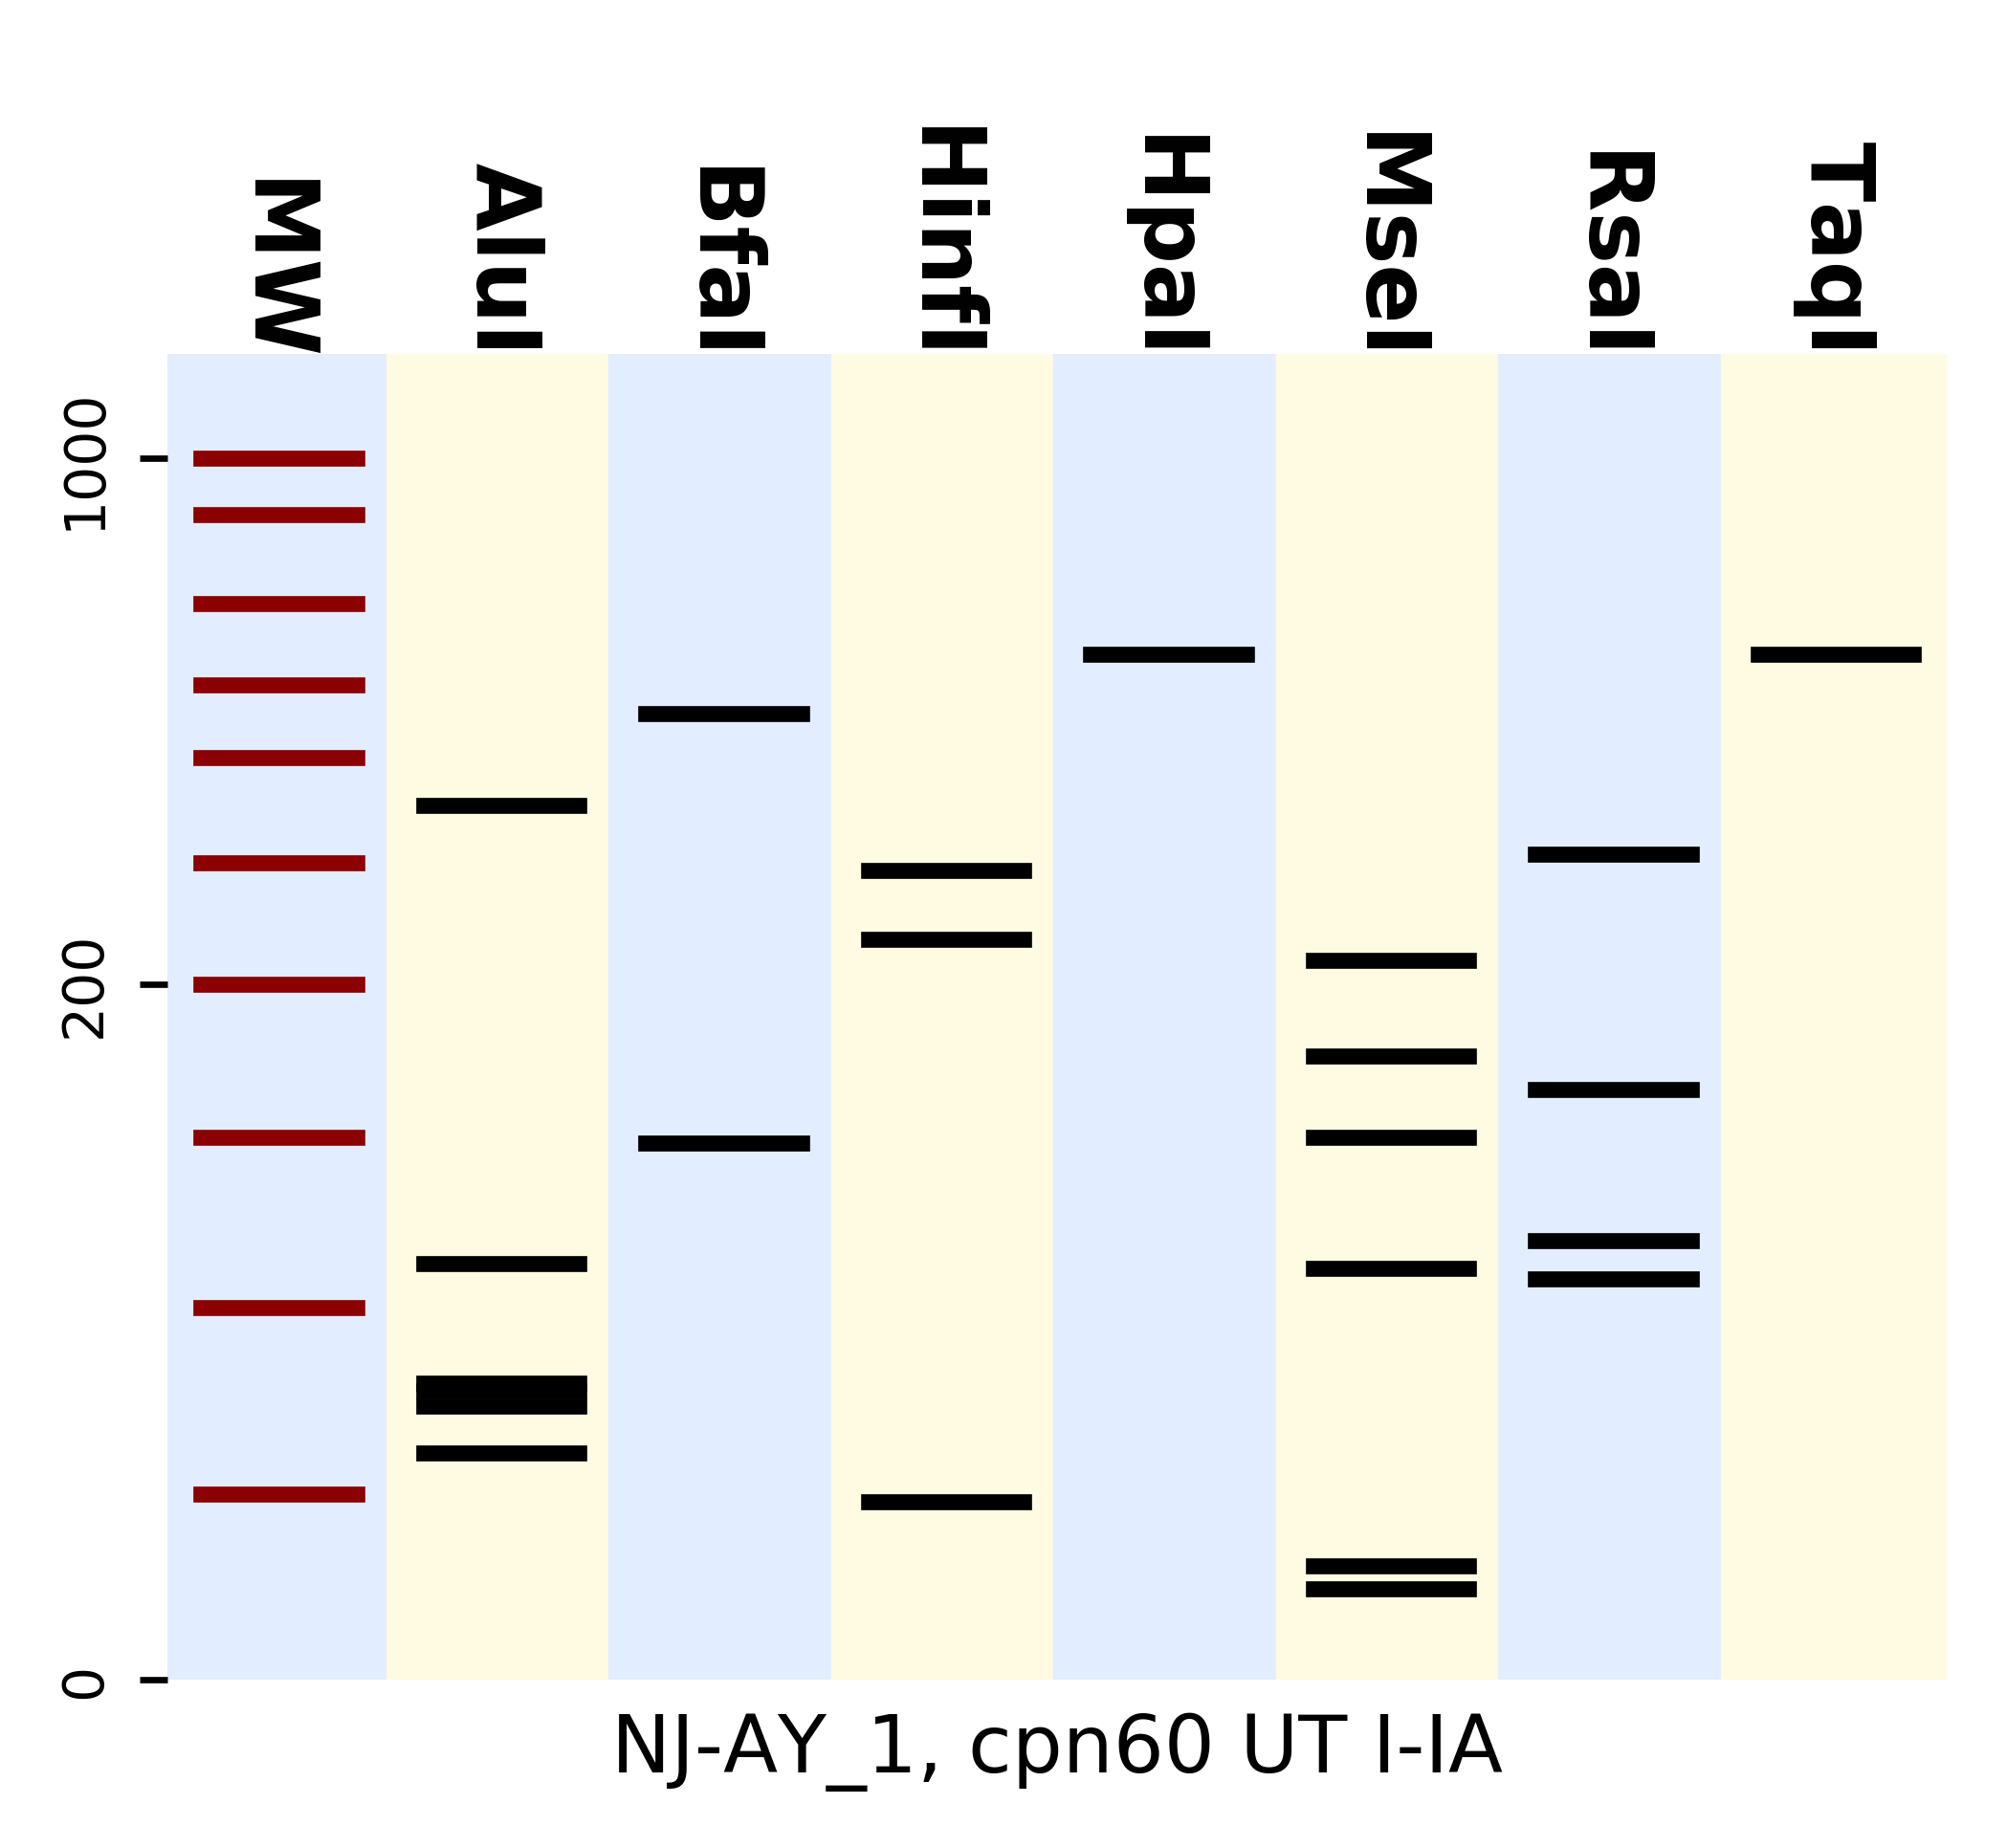 MW
AluI
BfaI
HinfI
HpaI
MseI
RsaI
TaqI
1000
200
0
NJ-AY_1, cpn60 UT I-IA